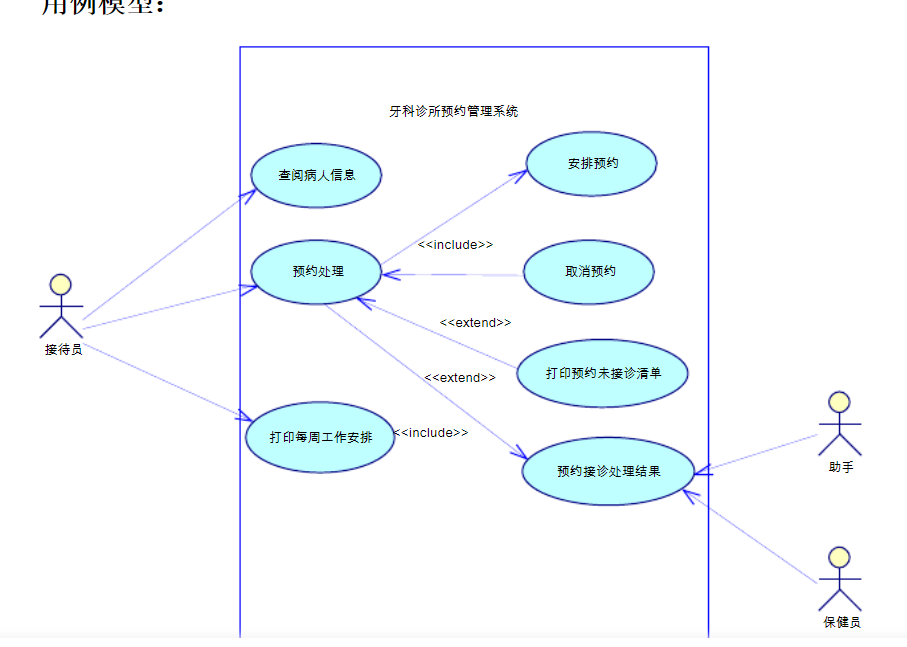 用例模型：
牙科诊所预约管理系统
查阅病人信息
安排预约
<<include>>
预约处理
取消预约
<<extend>>
接待员
打印预约未接诊清单
<<extend>>
打印每周工作安排
<<include>>
预约接诊处理结果
助手
保健员